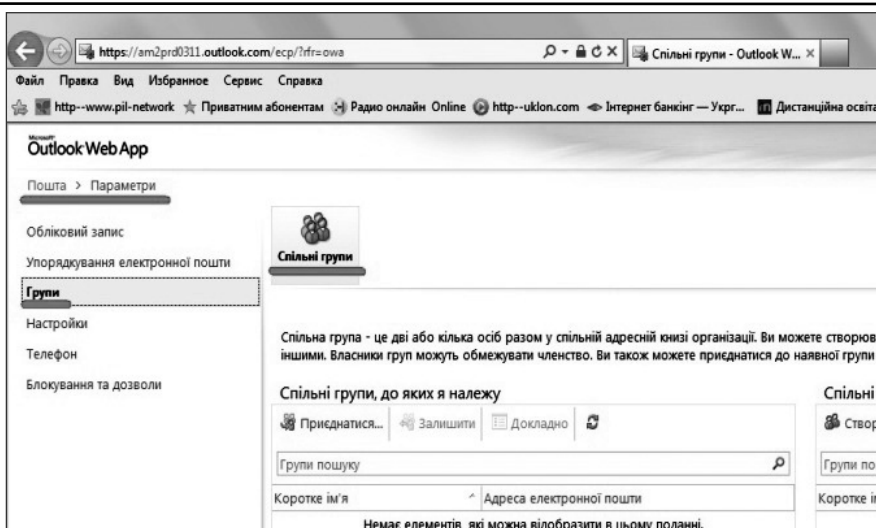 https://am2prd0311.outlook.com/ecp/?rfr=owa
Спільні групи - Outlook W...
Файл Правка Вид Избранное Сервис Справка
http--www.pil-network Приватним абонентам Радио онлайн Online http--uklon.com Інтернет банкінг — Укрг... Дистанційна освіта
Microsoft
Outlook Web App
Пошта > Параметри
Обліковий запис
Упорядкування електронної пошти
Групи
Настройки
Телефон
Блокування та дозволи
Спільні групи
Спільна група - це дві або кілька осіб разом у спільній адресній книзі організації. Ви можете створюв
іншими. Власники груп можуть обмежувати членство. Ви також можете приєднатися до наявної групи
Спільні групи, до яких я належу
Приєднатися... Залишити Докладно
Групи пошуку
Коротке ім'я Адреса електронної пошти
Немає елементів, які можна відобразити в цьому поданні.
Спільні
Створ
Групи по
Коротке і